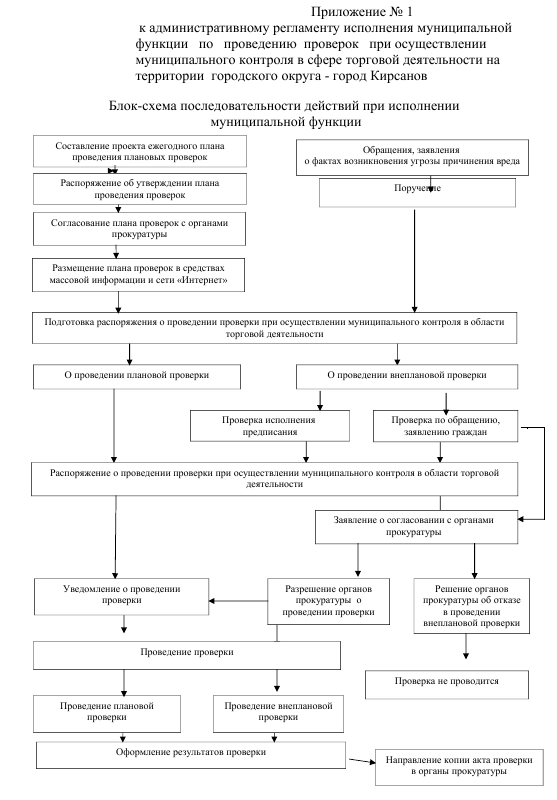 Приложение № 1
к административному регламенту исполнения муниципальной
функции по проведению проверок при осуществлении
муниципального контроля в сфере торговой деятельности на
территории городского округа - город Кирсанов
Блок-схема последовательности действий при исполнении
муниципальной функции
Составление проекта ежегодного плана
проведения плановых проверок
Обращения, заявления
о фактах возникновения угрозы причинения вреда
Распоряжение об утверждении плана
проведения проверок
Поручение
Согласование плана проверок с органами
прокуратуры
Размещение плана проверок в средствах
массовой информации и сети «Интернет»
Подготовка распоряжения о проведении проверки при осуществлении муниципального контроля в области
торговой деятельности
О проведении плановой проверки
О проведении внеплановой проверки
Проверка исполнения
предписания
Проверка по обращению,
заявлению граждан
Распоряжение о проведении проверки при осуществлении муниципального контроля в области торговой
деятельности
Заявление о согласовании с органами
прокуратуры
Уведомление о проведении
проверки
Разрешение органов
прокуратуры о
проведении проверки
Решение органов
прокуратуры об отказе
в проведении
внеплановой проверки
Проведение проверки
Проверка не проводится
Проведение плановой
проверки
Проведение внеплановой
проверки
Оформление результатов проверки
Направление копии акта проверки
в органы прокуратуры